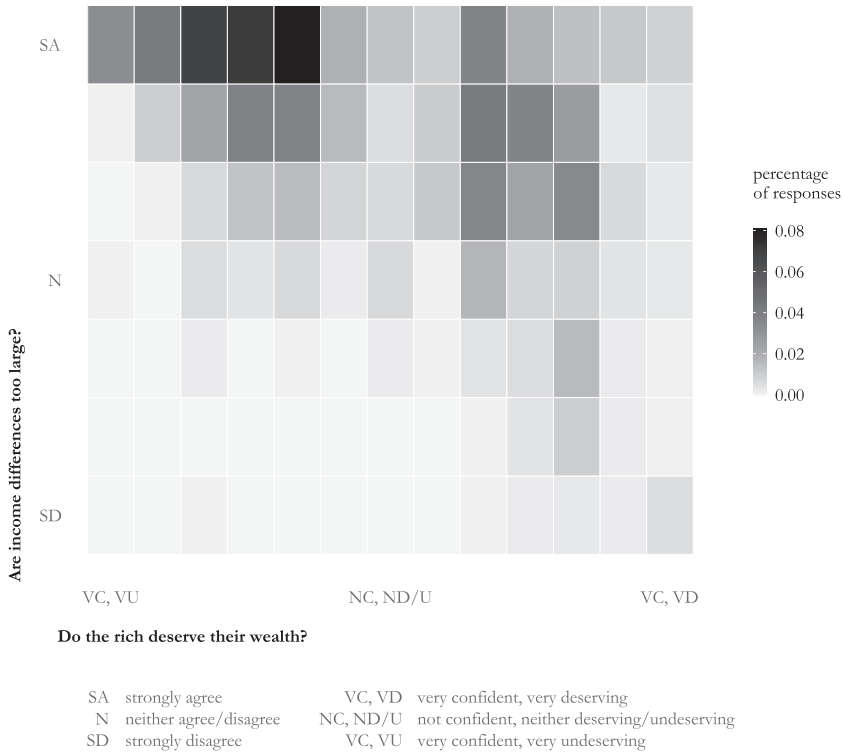 SA
N
SD
Are income differences too large?
percentage
of responses
0.08
0.06
0.04
0.02
0.00
VC, VU NC, ND/U VC, VD
Do the rich deserve their wealth?
SA strongly agree VC, VD very confident, very deserving
N neither agree/disagree NC, ND/U not confident, neither deserving/undeserving
SD strongly disagree VC, VU very confident, very undeserving